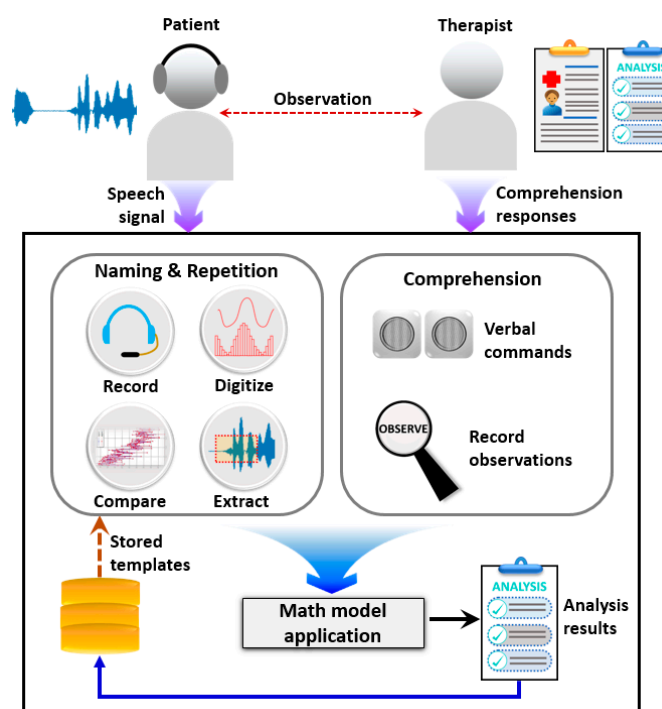 Patient
Therapist
Observation
ANALYSIS
Speech
signal
Comprehension
responses
Naming & Repetition
Record
Digitize
Compare
Extract
Comprehension
Verbal
commands
OBSERVE
Record
observations
Stored
templates
Math model
application
ANALYSIS
Analysis
results